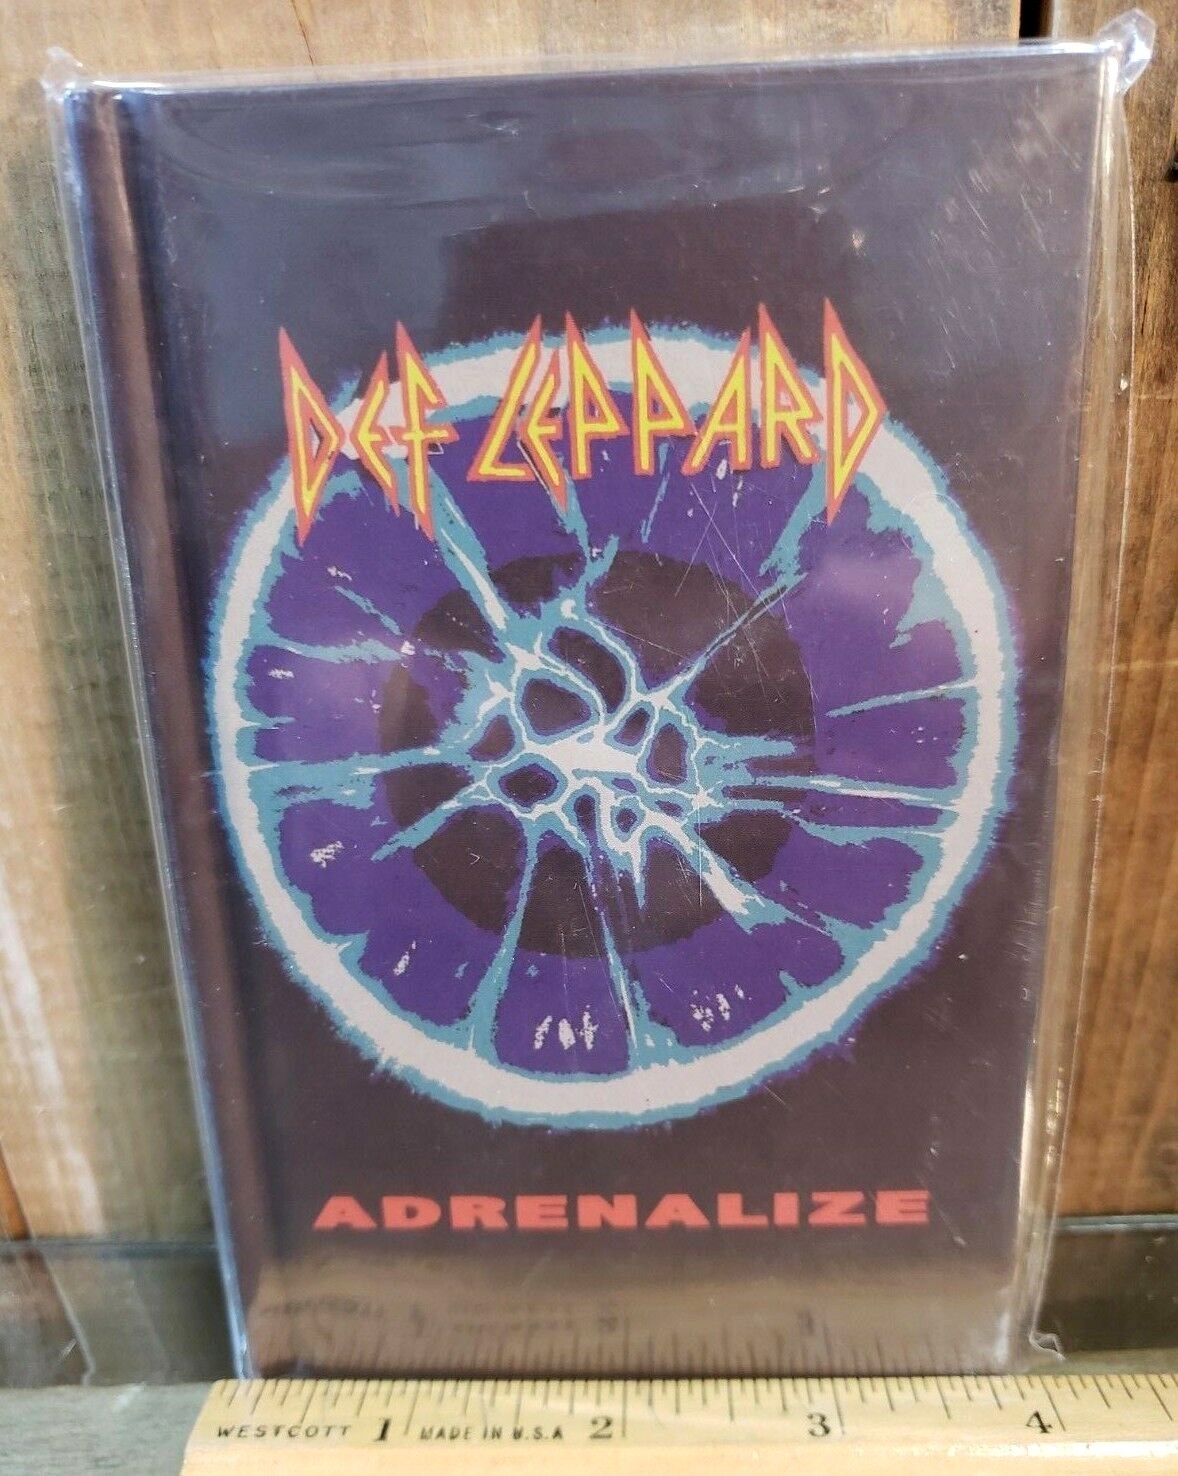 DEF LEPPARD
ADRENALIZE
WESTCOTT 1 MADE IN U.S.A 2 3 4